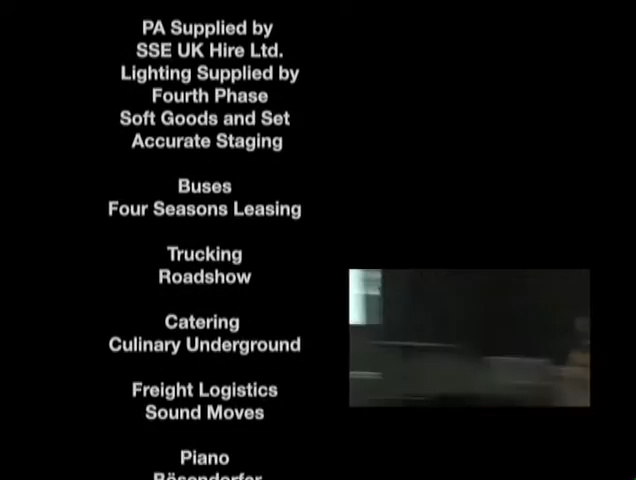 PA Supplied by
SSE UK Hire Ltd.
Lighting Supplied by
Fourth Phase
Soft Goods and Set
Accurate Staging
Buses
Four Seasons Leasing
Trucking
Roadshow
Catering
Culinary Underground
Freight Logistics
Sound Moves
Piano
Bösendorfer